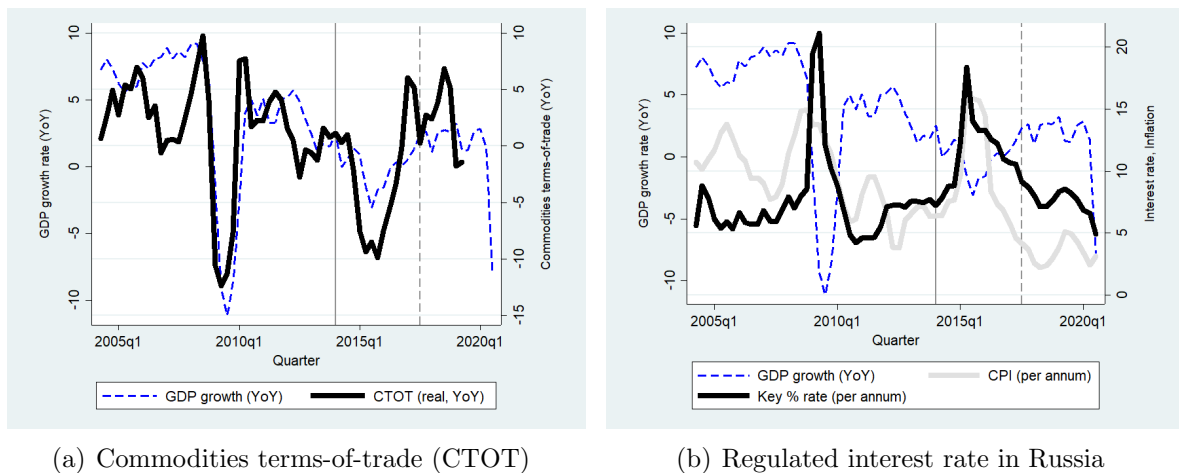 10
5
0
-5
-10
GDP growth rate (YoY)
10
5
0
-5
-10
-15
Commodities terms-of-trade (YoY)
2005q1 2010q1 2015q1 2020q1
Quarter
GDP growth (YoY) CTOT (real, YoY)
(a) Commodities terms-of-trade (CTOT)
10
5
0
-5
-10
GDP growth rate (YoY)
20
15
10
5
0
Interest rate, Inflation
2005q1 2010q1 2015q1 2020q1
Quarter
GDP growth (YoY) CPI (per annum)
Key % rate (per annum)
(b) Regulated interest rate in Russia